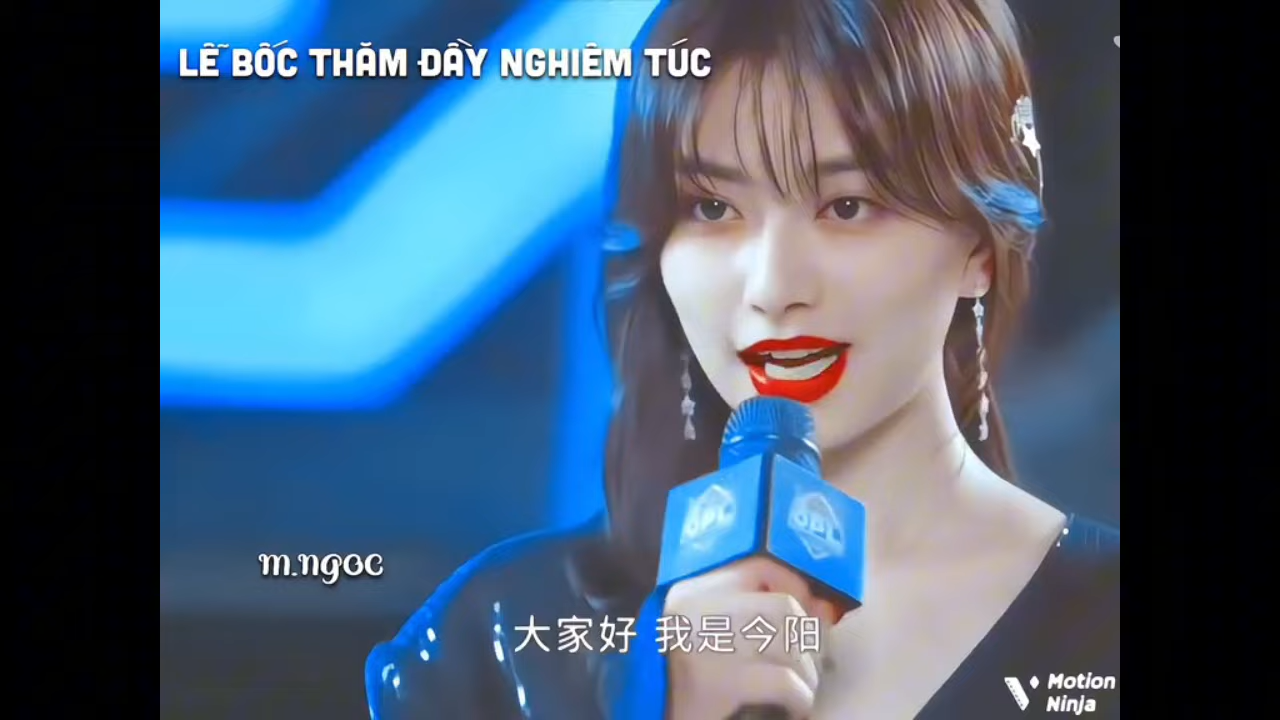 LỄ BỐC THĂM ĐẦY NGHIÊM TÚC
m.ngoc
大家好 我是今阳
Motion
Ninja